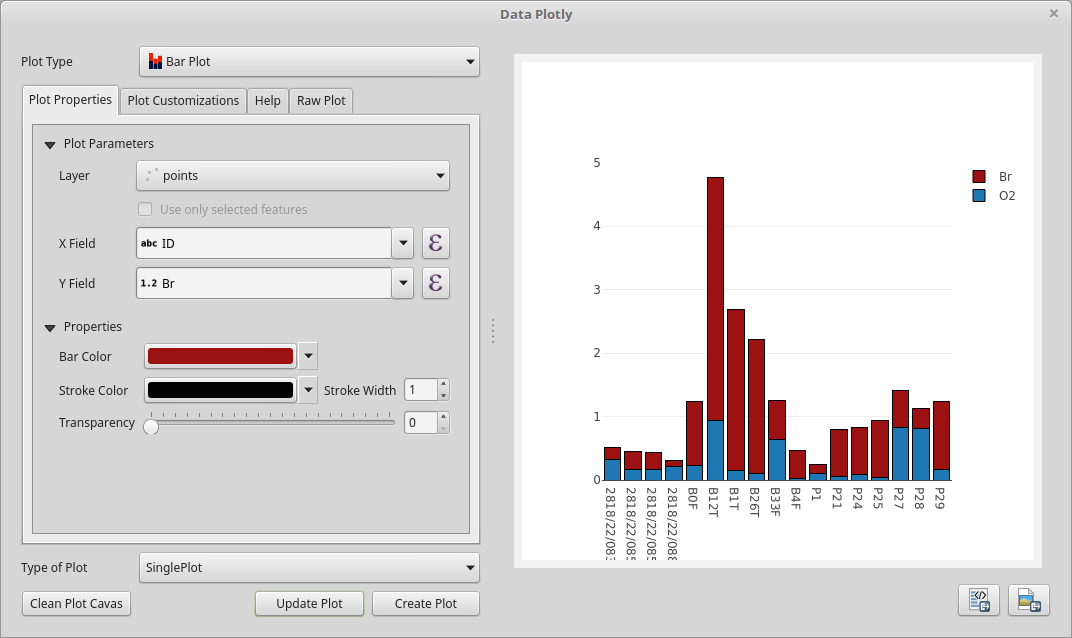 Data Plotly
Plot Type
Bar Plot
Plot Properties
Plot Customizations
Help
Raw Plot
Plot Parameters
Layer
points
Use only selected features
X Field
abc ID
ε
Y Field
1.2 Br
ε
Properties
Bar Color
Stroke Color
Stroke Width
1
Transparency
0
Type of Plot
SinglePlot
Clean Plot Cavas
Update Plot
Create Plot
5
4
3
2
1
0
Br
O2
2818/22/083
2818/22/085
2818/22/085
2818/22/088
B0F
B12T
B1T
B26T
B33F
B4F
P1
P21
P24
P25
P27
P28
P29